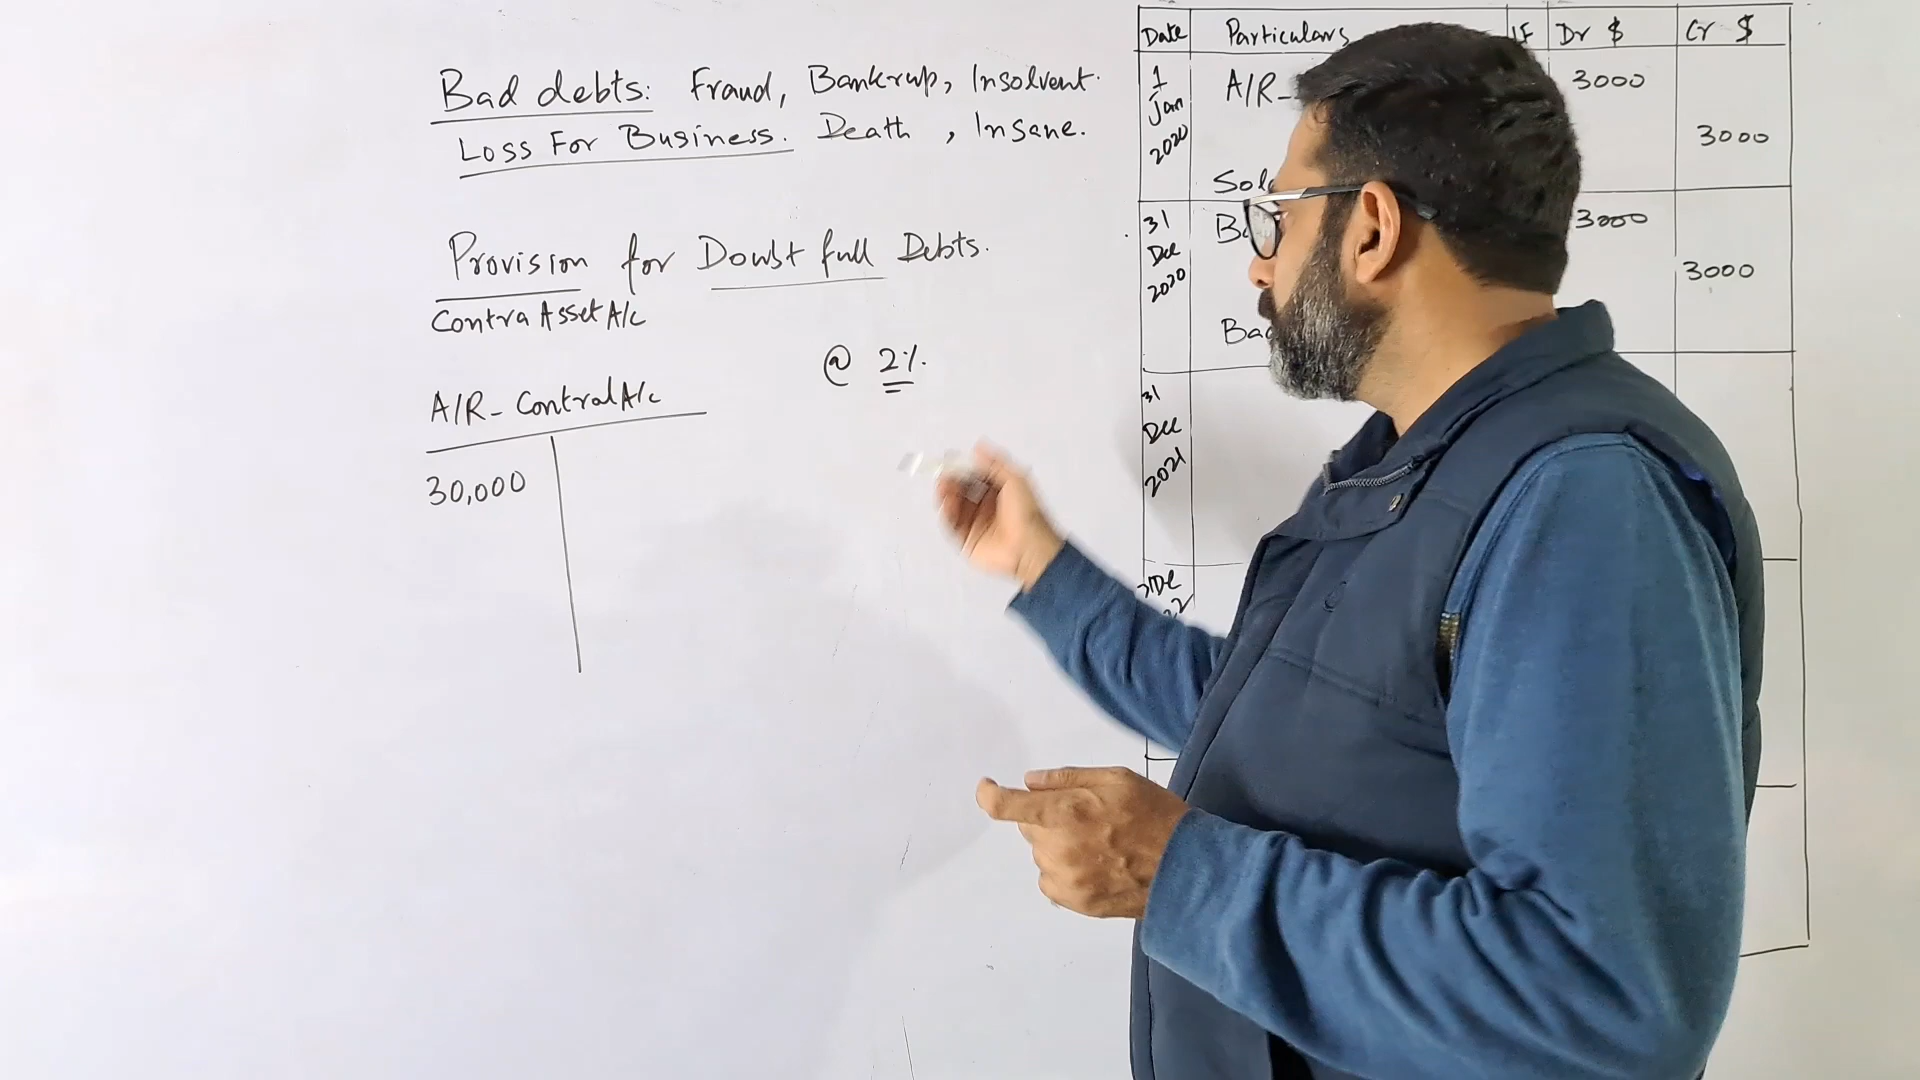 Bad debts: Fraud, Bankrup, Insolvent.
Loss For Business. Death, Insane.
Provision for Doubt full Debts.
Contra Asset A/c
@ 2%.
A/R - Control A/c
30,000
Date Particulars LF Dr $ Cr $
1 Jan 2020 A/R - 3000
3000
31 Dec 2020 3000
3000
31 Dec 2021